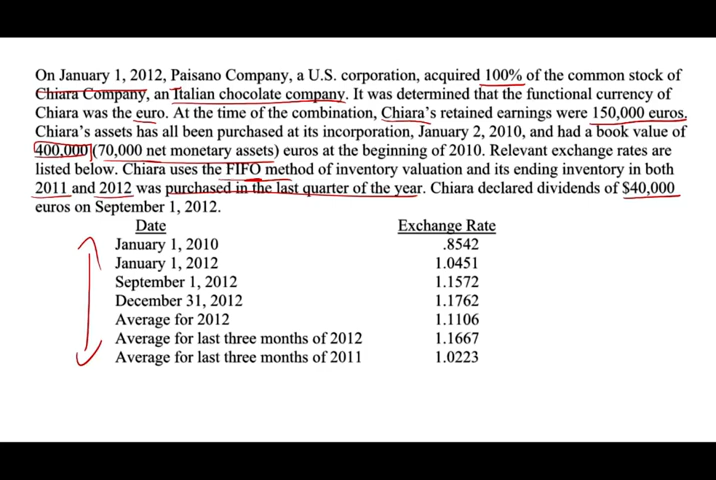 On January 1, 2012, Paisano Company, a U.S. corporation, acquired 100% of the common stock of
Chiara Company, an Italian chocolate company. It was determined that the functional currency of
Chiara was the euro. At the time of the combination, Chiara's retained earnings were 150,000 euros.
Chiara's assets has all been purchased at its incorporation, January 2, 2010, and had a book value of
400,000 (70,000 net monetary assets) euros at the beginning of 2010. Relevant exchange rates are
listed below. Chiara uses the FIFO method of inventory valuation and its ending inventory in both
2011 and 2012 was purchased in the last quarter of the year. Chiara declared dividends of $40,000
euros on September 1, 2012.
Date Exchange Rate
January 1, 2010 .8542
January 1, 2012 1.0451
September 1, 2012 1.1572
December 31, 2012 1.1762
Average for 2012 1.1106
Average for last three months of 2012 1.1667
Average for last three months of 2011 1.0223